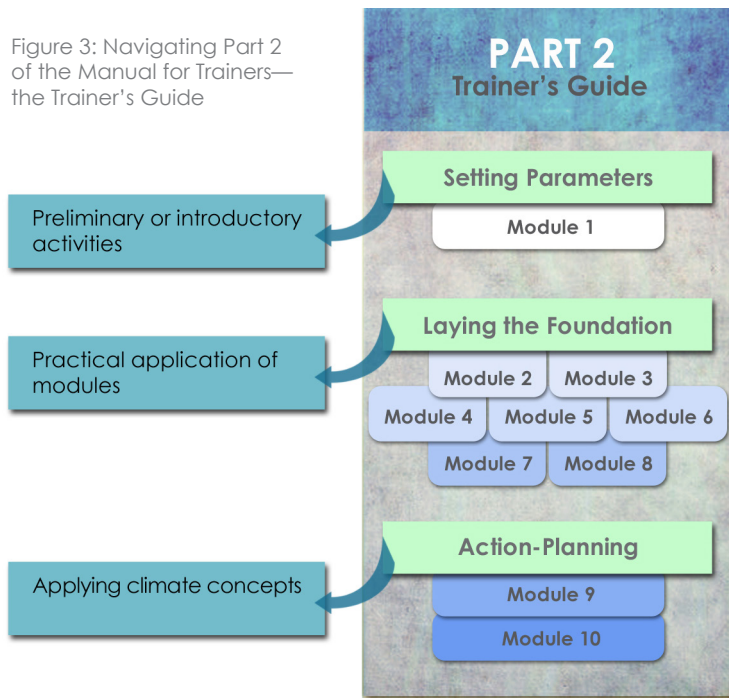 Figure 3: Navigating Part 2
of the Manual for Trainers—
the Trainer's Guide
PART 2
Trainer's Guide
Setting Parameters
Preliminary or introductory
activities
Module 1
Laying the Foundation
Practical application of
modules
Module 2
Module 3
Module 4
Module 5
Module 6
Module 7
Module 8
Action-Planning
Applying climate concepts
Module 9
Module 10